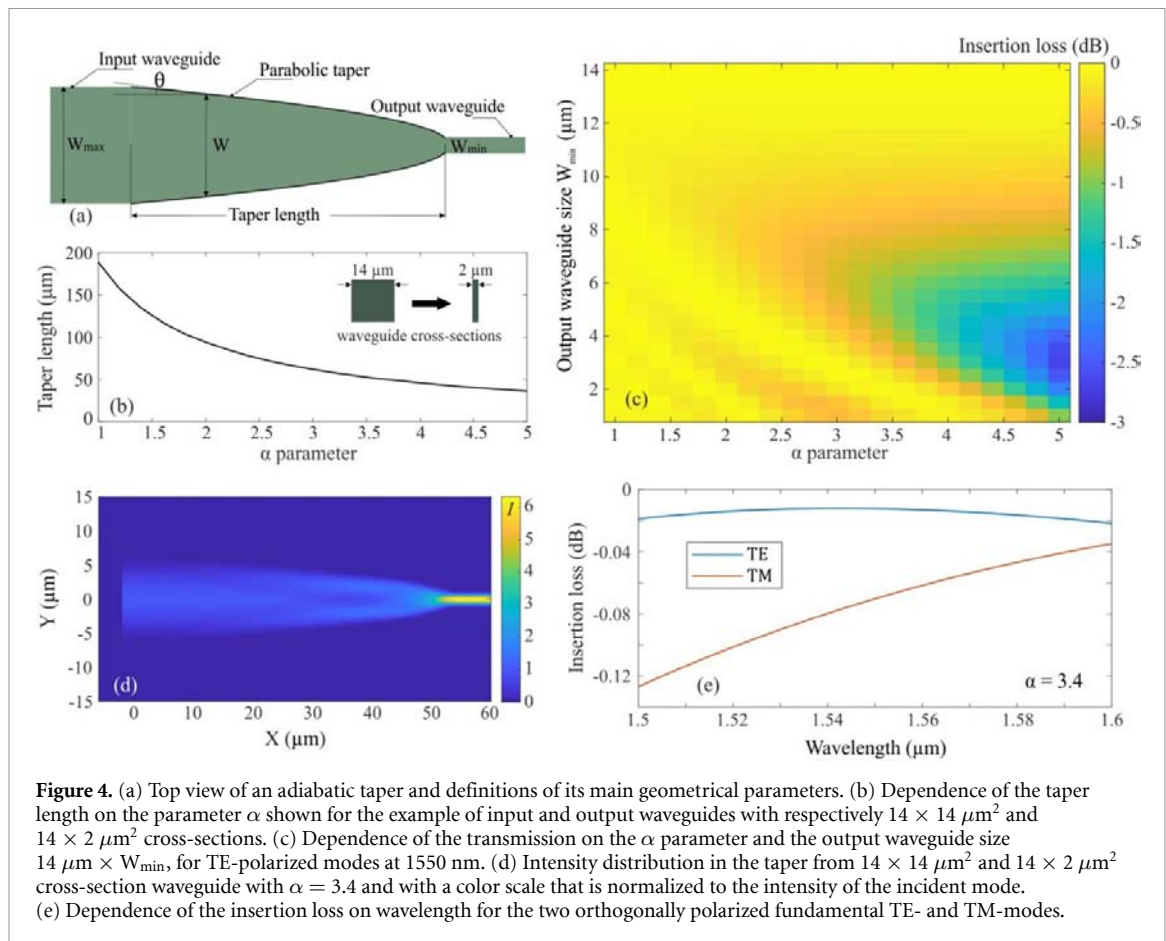 Input waveguide
θ
Parabolic taper
Output waveguide
Wmax
W
Wmin
(a)
Taper length
Taper length (µm)
200
150
100
50
0
14 µm
2 µm
waveguide cross-sections
(b)
1
1.5
2
2.5
3
3.5
4
4.5
5
α parameter
Insertion loss (dB)
Output waveguide size Wmin (µm)
14
12
10
8
6
4
2
(c)
1
1.5
2
2.5
3
3.5
4
4.5
5
α parameter
0
-0.5
-1
-1.5
-2
-2.5
-3
Y (µm)
15
10
5
0
-5
-10
-15
(d)
0
10
20
30
40
50
60
X (µm)
I
6
5
4
3
2
1
0
Insertion loss (dB)
0
-0.04
-0.08
-0.12
TE
TM
(e)
α = 3.4
1.5
1.52
1.54
1.56
1.58
1.6
Wavelength (µm)
Figure 4. (a) Top view of an adiabatic taper and definitions of its main geometrical parameters. (b) Dependence of the taper
length on the parameter α shown for the example of input and output waveguides with respectively 14 × 14 µm² and
14 × 2 µm² cross-sections. (c) Dependence of the transmission on the α parameter and the output waveguide size
14 µm × Wmin, for TE-polarized modes at 1550 nm. (d) Intensity distribution in the taper from 14 × 14 µm² and 14 × 2 µm²
cross-section waveguide with α = 3.4 and with a color scale that is normalized to the intensity of the incident mode.
(e) Dependence of the insertion loss on wavelength for the two orthogonally polarized fundamental TE- and TM-modes.